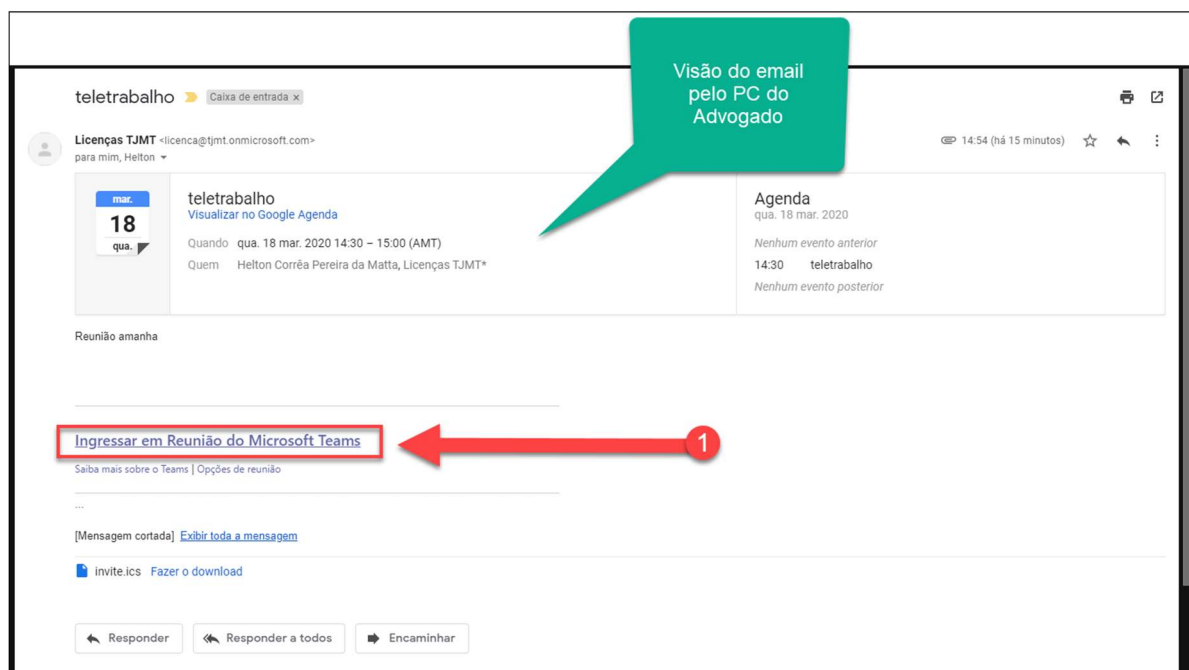 Visão do email
pelo PC do
Advogado
teletrabalho Caixa de entrada x
Licenças TJMT <licenca@tjmt.onmicrosoft.com>
14:54 (há 15 minutos)
para mim, Helton
mar.
18
qua.
teletrabalho
Visualizar no Google Agenda
Quando qua. 18 mar. 2020 14:30 – 15:00 (AMT)
Quem Helton Corrêa Pereira da Matta, Licenças TJMT*
Agenda
qua. 18 mar. 2020
Nenhum evento anterior
14:30 teletrabalho
Nenhum evento posterior
Reunião amanha
Ingressar em Reunião do Microsoft Teams
1
Saiba mais sobre o Teams | Opções de reunião
...
[Mensagem cortada] Exibir toda a mensagem
invite.ics Fazer o download
Responder
Responder a todos
Encaminhar